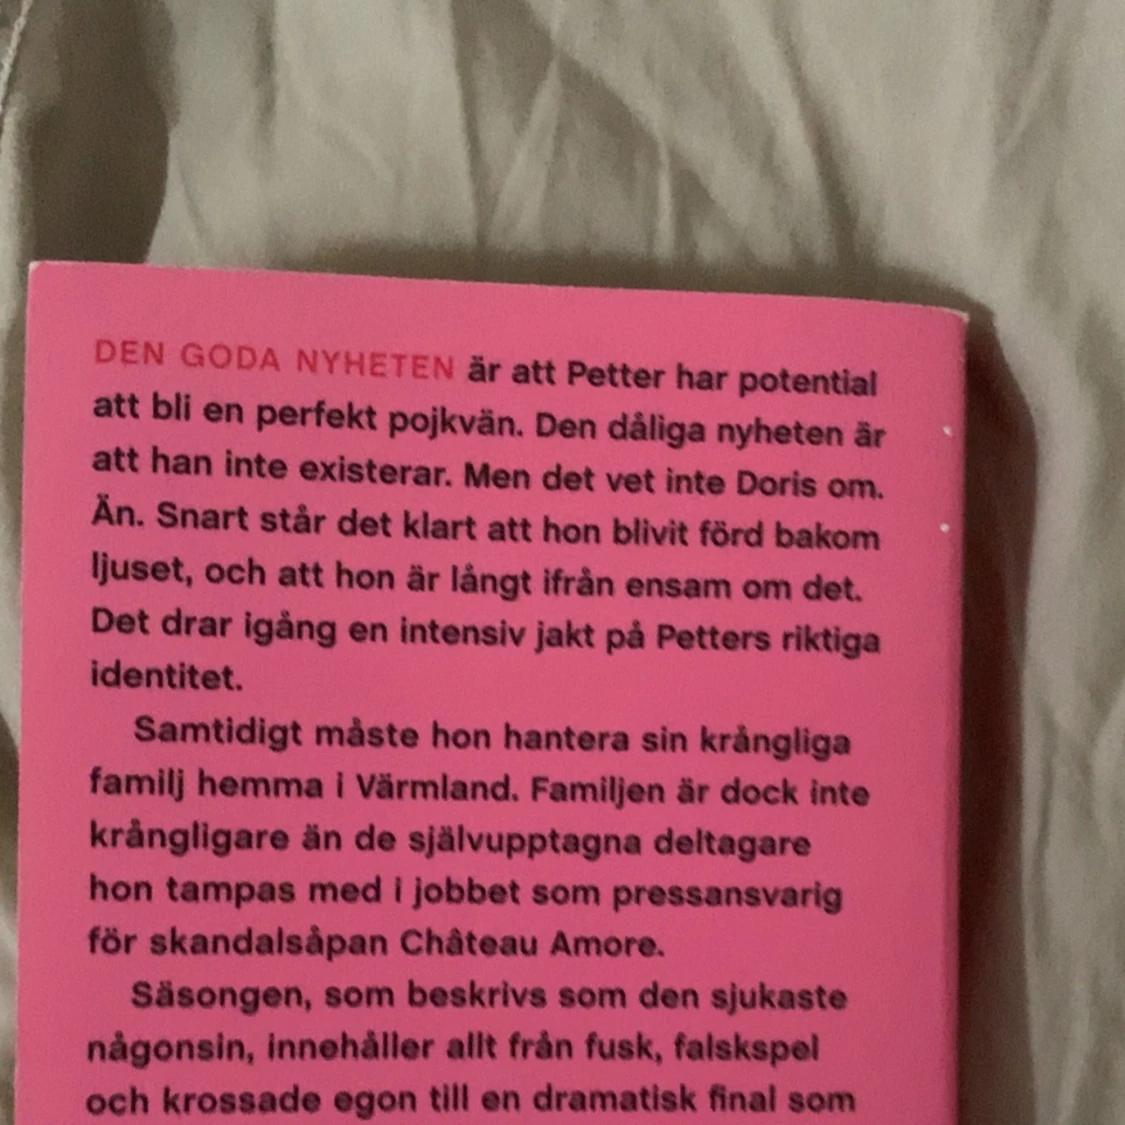 DEN GODA NYHETEN är att Petter har potential
att bli en perfekt pojkvän. Den dåliga nyheten är
att han inte existerar. Men det vet inte Doris om.
Än. Snart står det klart att hon blivit förd bakom
ljuset, och att hon är långt ifrån ensam om det.
Det drar igång en intensiv jakt på Petters riktiga
identitet.
Samtidigt måste hon hantera sin krångliga
familj hemma i Värmland. Familjen är dock inte
krångligare än de självupptagna deltagare
hon tampas med i jobbet som pressansvarig
för skandalsåpan Château Amore.
Säsongen, som beskrivs som den sjukaste
någonsin, innehåller allt från fusk, falskspel
och krossade egon till en dramatisk final som